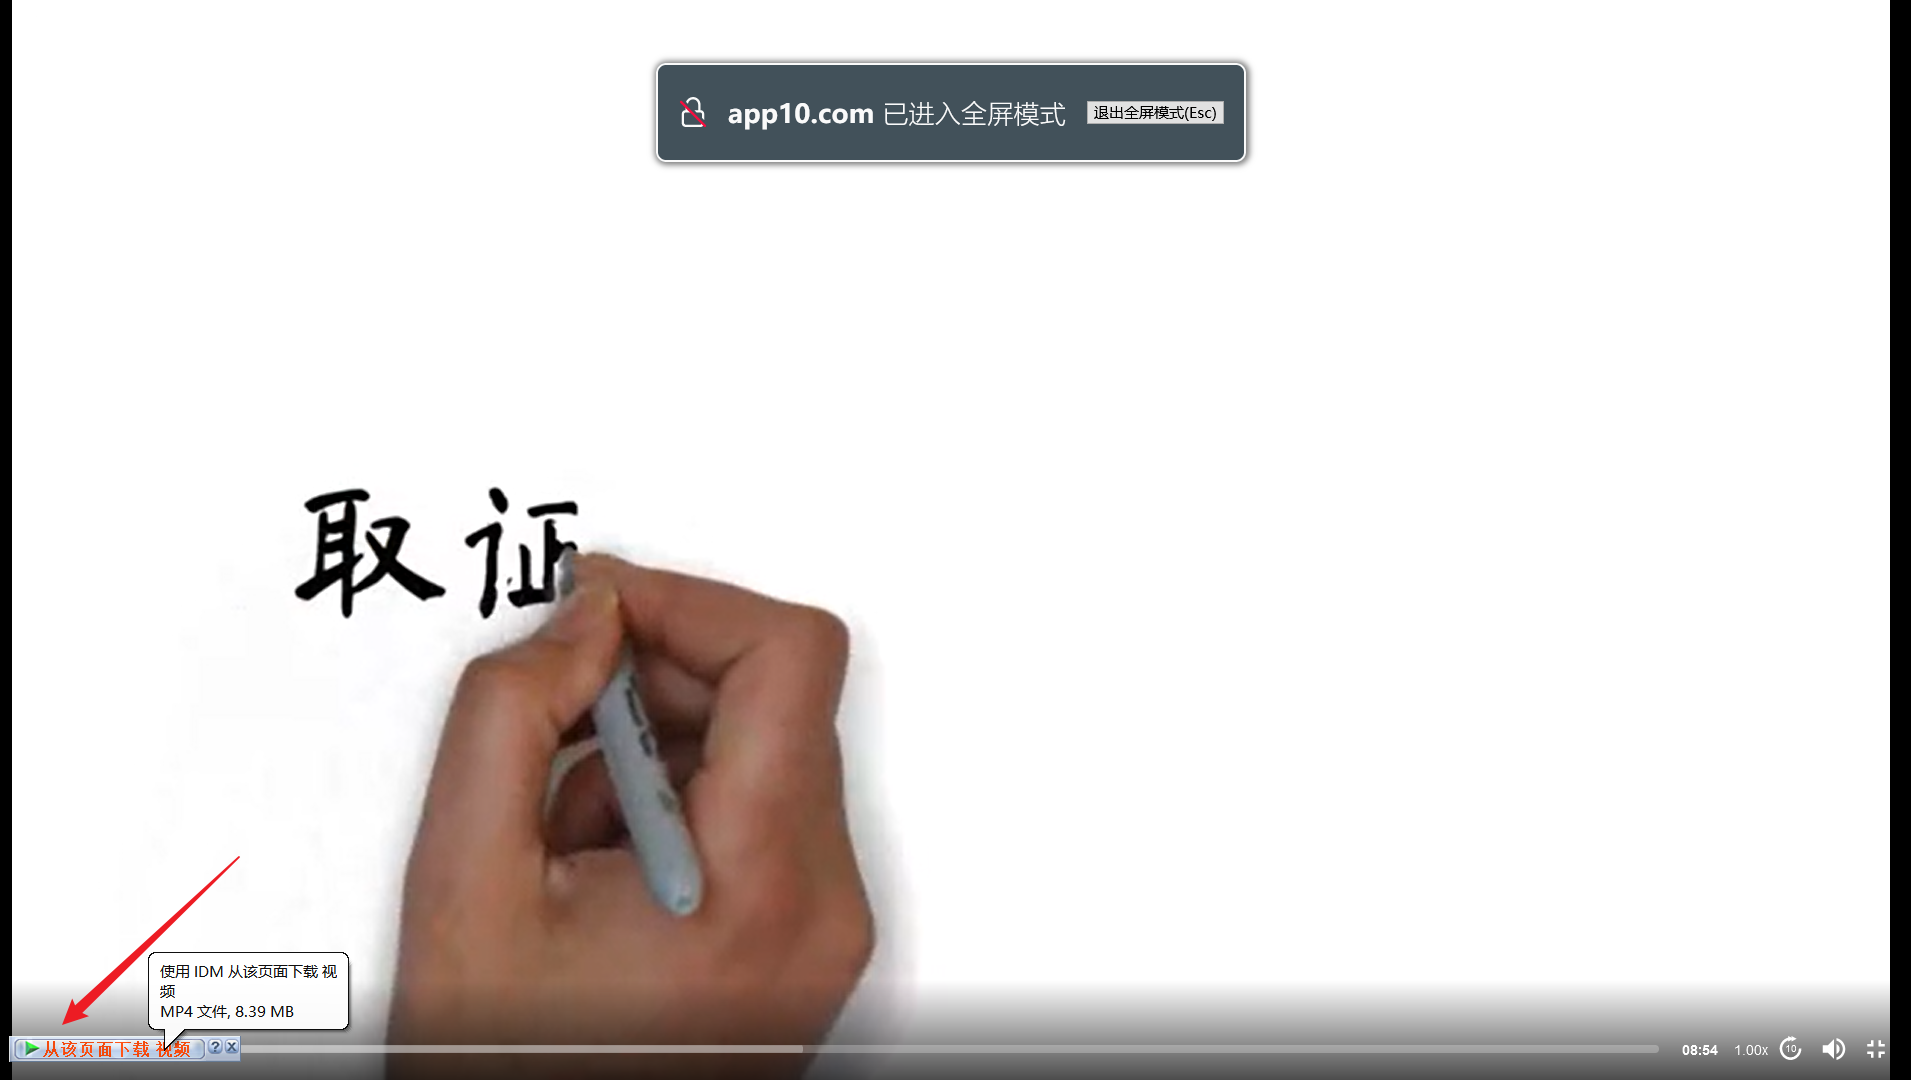 app10.com 已进入全屏模式 退出全屏模式(Esc)
取证
使用 IDM 从该页面下载 视
频
MP4 文件, 8.39 MB
从该页面下载 视频 ? X
08:54 1.00x 10